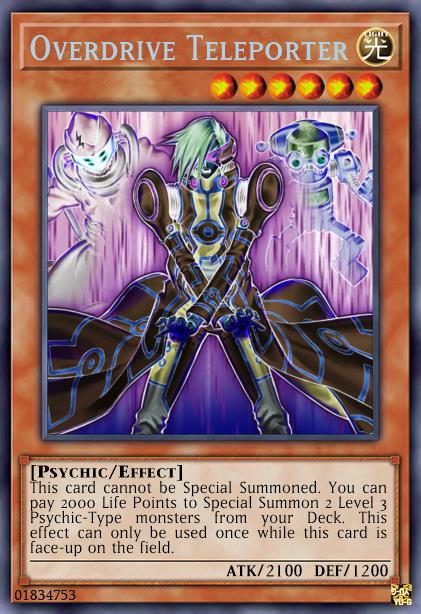 OVERDRIVE TELEPORTER
LIGHT
光
[PSYCHIC/EFFECT]
This card cannot be Special Summoned. You can
pay 2000 Life Points to Special Summon 2 Level 3
Psychic-Type monsters from your Deck. This
effect can only be used once while this card is
face-up on the field.
ATK/2100 DEF/1200
01834753